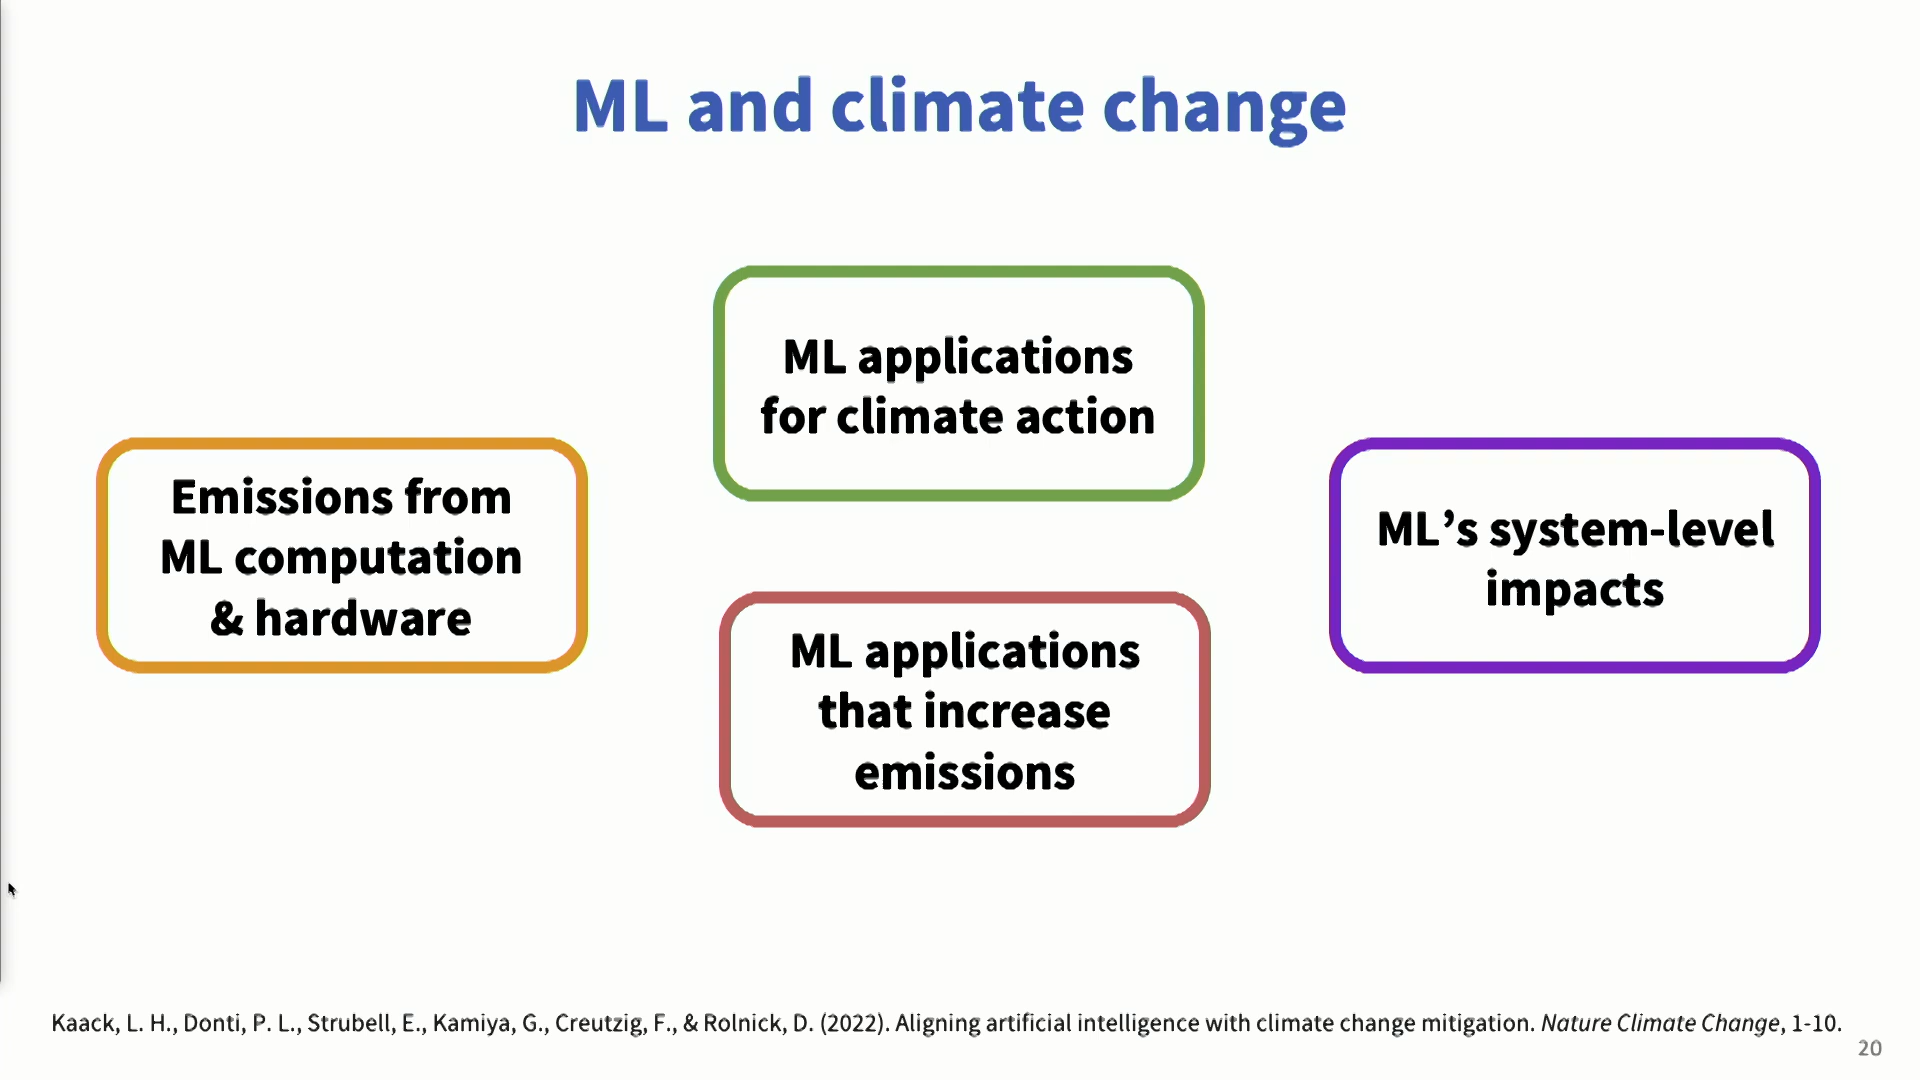 ML and climate change
ML applications
for climate action
Emissions from
ML computation
& hardware
ML’s system-level
impacts
ML applications
that increase
emissions
Kaack, L. H., Donti, P. L., Strubell, E., Kamiya, G., Creutzig, F., & Rolnick, D. (2022). Aligning artificial intelligence with climate change mitigation. Nature Climate Change, 1-10.
20